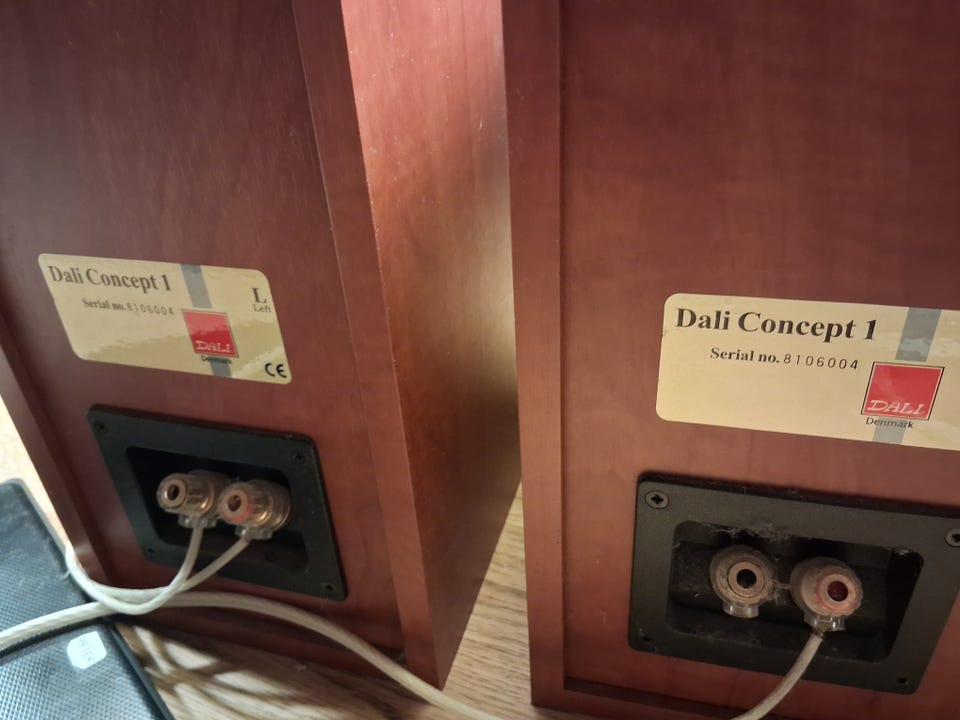 Dali Concept 1
Serial no. 8106004
L
Left
DALI
Denmark
CE
Dali Concept 1
Serial no. 8106004
DALI
Denmark